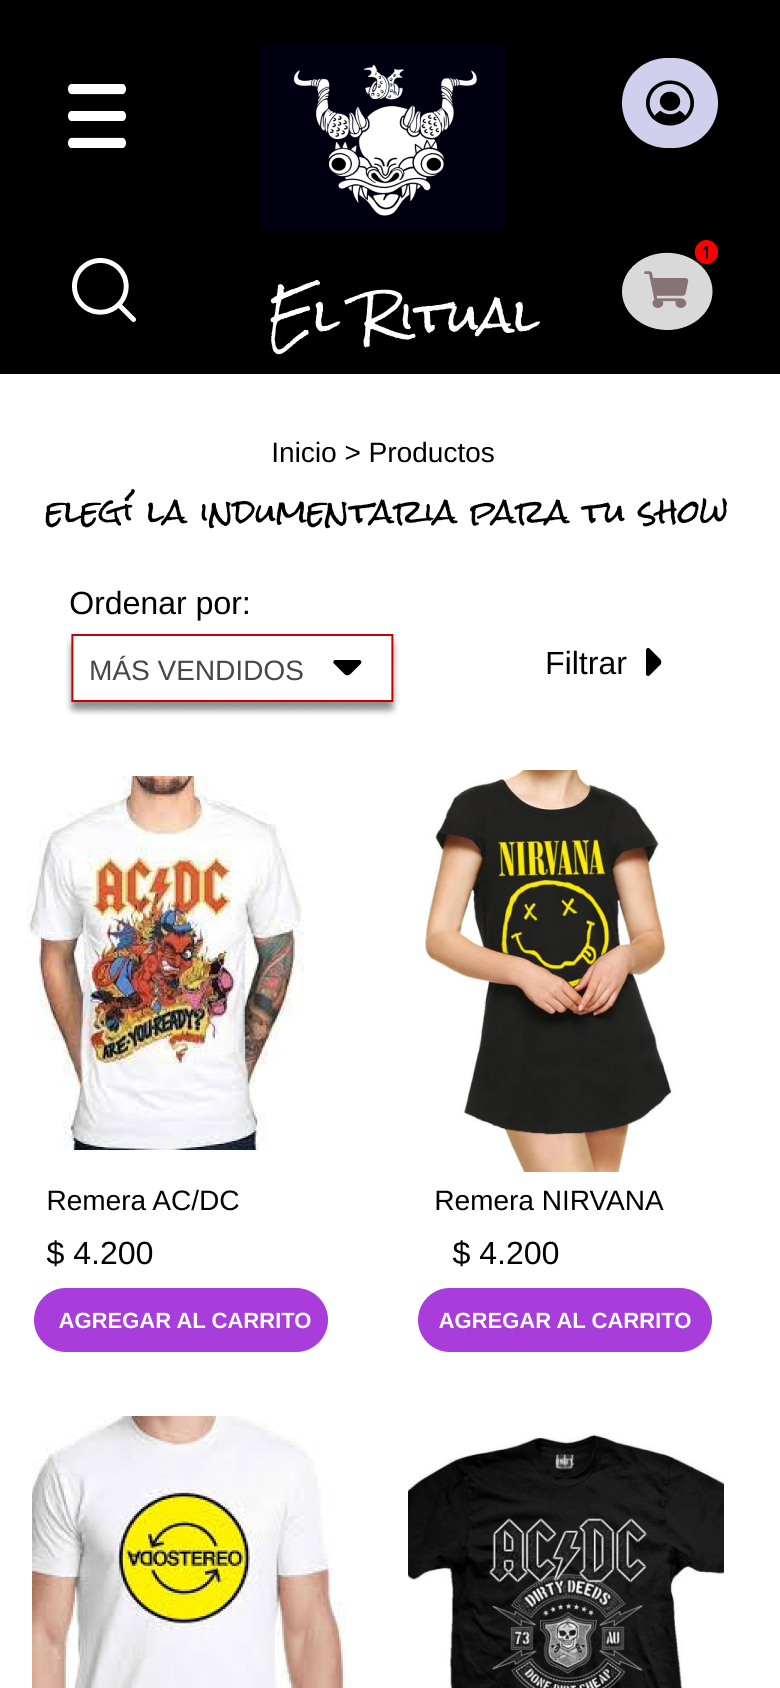 1
El Ritual
Inicio > Productos
elegí la indumentaria para tu show
Ordenar por:
MÁS VENDIDOS
Filtrar
AC DC
ARE·YOU·READY?
NIRVANA
Remera AC/DC
Remera NIRVANA
$ 4.200
$ 4.200
AGREGAR AL CARRITO
AGREGAR AL CARRITO
ADOSTEREO
AC DC
DIRTY DEEDS
73
AU
DONE DIRT CHEAP